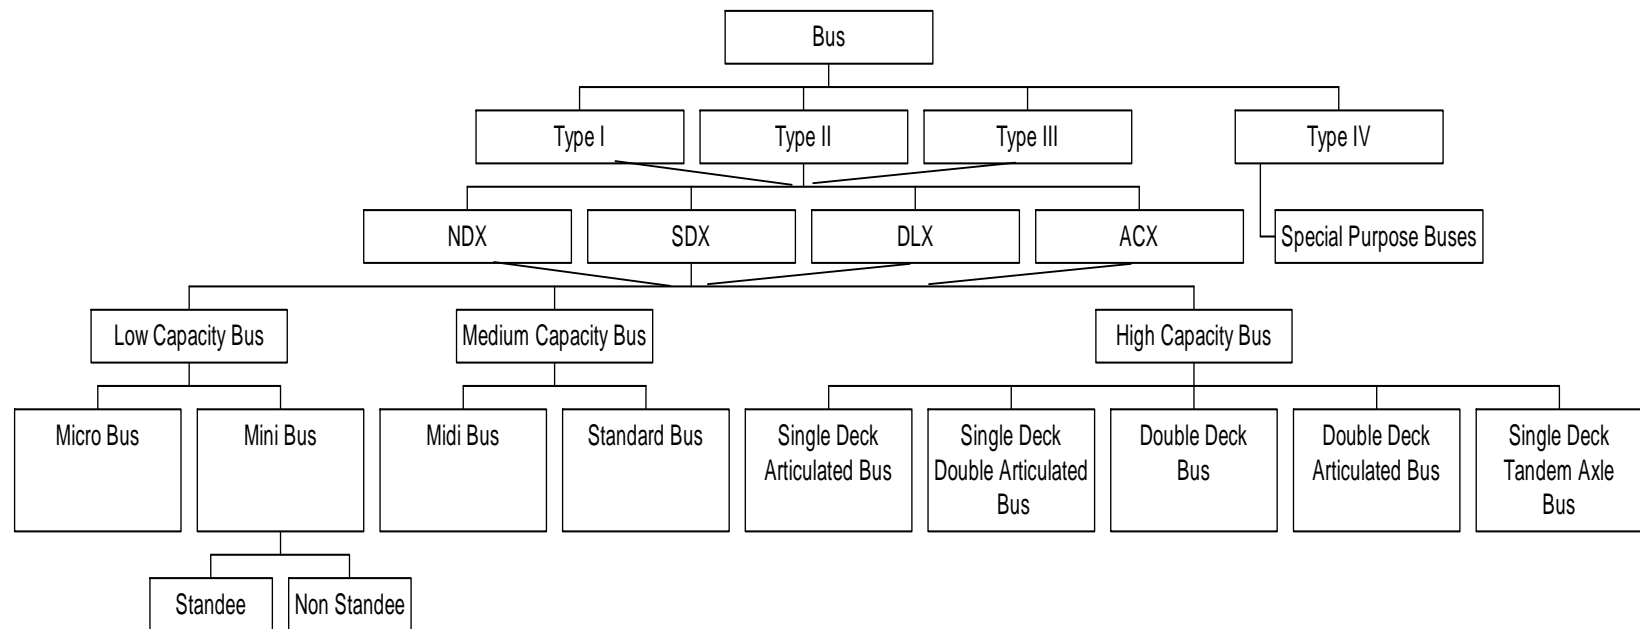 Bus
Type I
Type II
Type III
Type IV
NDX
SDX
DLX
ACX
Special Purpose Buses
Low Capacity Bus
Medium Capacity Bus
High Capacity Bus
Micro Bus
Mini Bus
Midi Bus
Standard Bus
Single Deck
Articulated Bus
Single Deck
Double Articulated
Bus
Double Deck
Bus
Double Deck
Articulated Bus
Single Deck
Tandem Axle
Bus
Standee
Non Standee